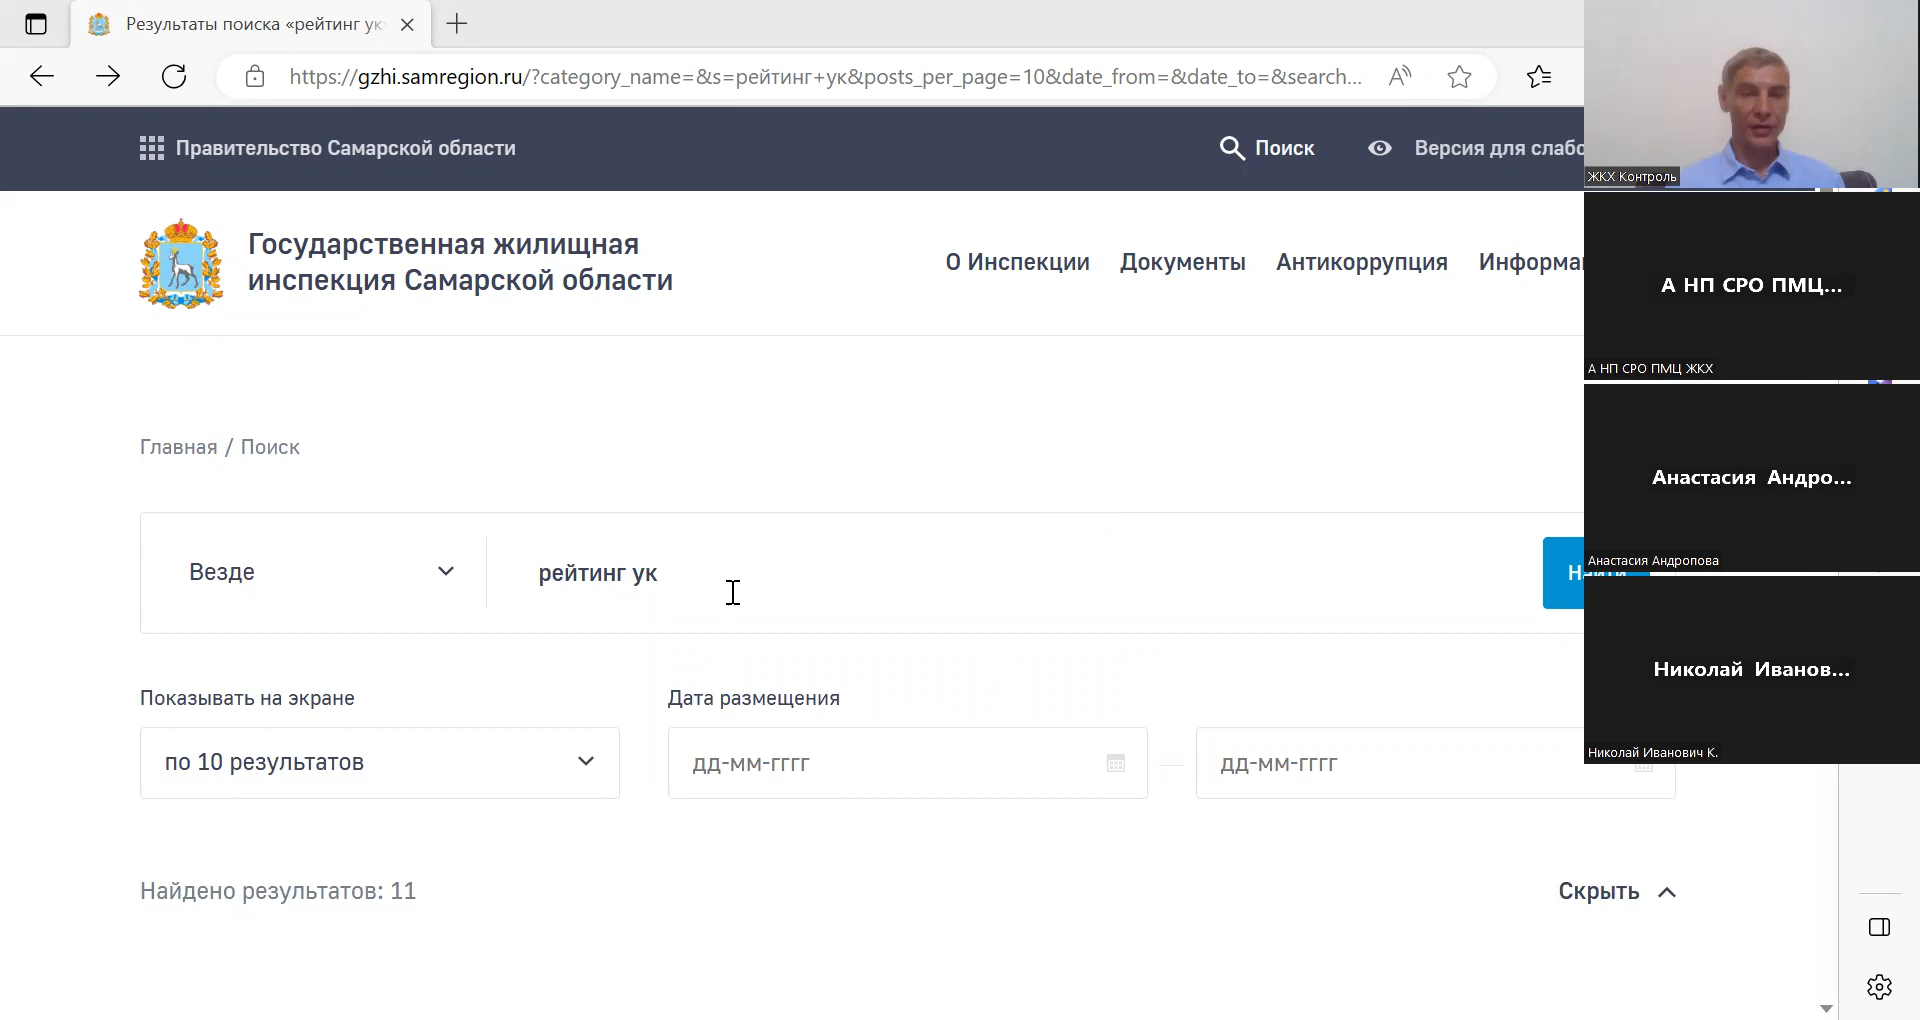 Результаты поиска «рейтинг ук»
https://gzhi.samregion.ru/?category_name=&s=рейтинг+ук&posts_per_page=10&date_from=&date_to=&search...
Правительство Самарской области
Поиск
Версия для слабо
Государственная жилищная
инспекция Самарской области
О Инспекции
Документы
Антикоррупция
Информа
Главная / Поиск
Везде
рейтинг ук
Найти
Показывать на экране
Дата размещения
по 10 результатов
дд-мм-гггг
дд-мм-гггг
Найдено результатов: 11
Скрыть
ЖКХ Контроль
А НП СРО ПМЦ...
А НП СРО ПМЦ ЖКХ
Анастасия Андро...
Анастасия Андропова
Николай Иванов...
Николай Иванович К.